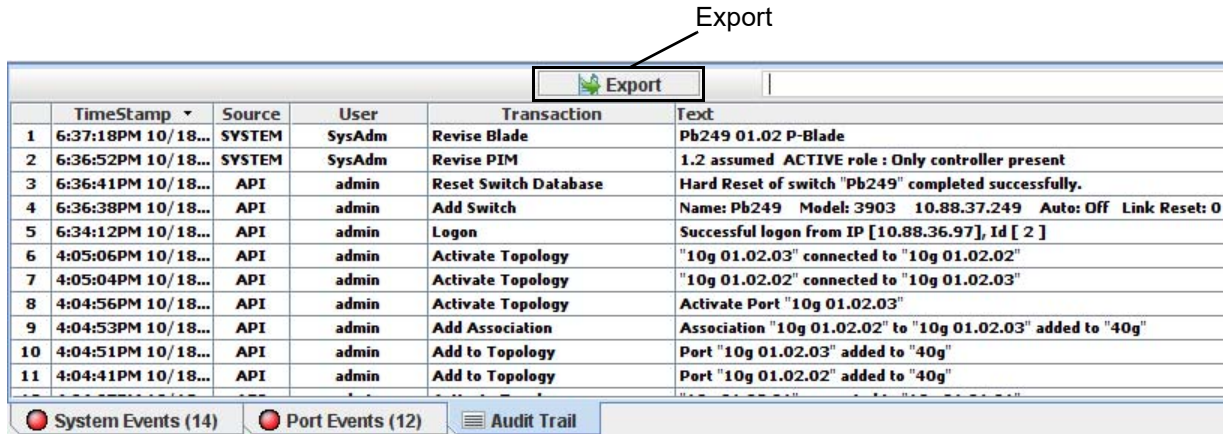 Export
Export
TimeStamp Source User Transaction Text
1 6:37:18PM 10/18... SYSTEM SysAdm Revise Blade Pb249 01.02 P-Blade
2 6:36:52PM 10/18... SYSTEM SysAdm Revise PIM 1.2 assumed ACTIVE role : Only controller present
3 6:36:41PM 10/18... API admin Reset Switch Database Hard Reset of switch "Pb249" completed successfully.
4 6:36:38PM 10/18... API admin Add Switch Name: Pb249 Model: 3903 10.88.37.249 Auto: Off Link Reset: 0
5 6:34:12PM 10/18... API admin Logon Successful logon from IP [10.88.36.97], Id [ 2 ]
6 4:05:06PM 10/18... API admin Activate Topology "10g 01.02.03" connected to "10g 01.02.02"
7 4:05:04PM 10/18... API admin Activate Topology "10g 01.02.02" connected to "10g 01.02.03"
8 4:04:56PM 10/18... API admin Activate Topology Activate Port "10g 01.02.03"
9 4:04:53PM 10/18... API admin Add Association Association "10g 01.02.02" to "10g 01.02.03" added to "40g"
10 4:04:51PM 10/18... API admin Add to Topology Port "10g 01.02.03" added to "40g"
11 4:04:41PM 10/18... API admin Add to Topology Port "10g 01.02.02" added to "40g"
System Events (14) Port Events (12) Audit Trail